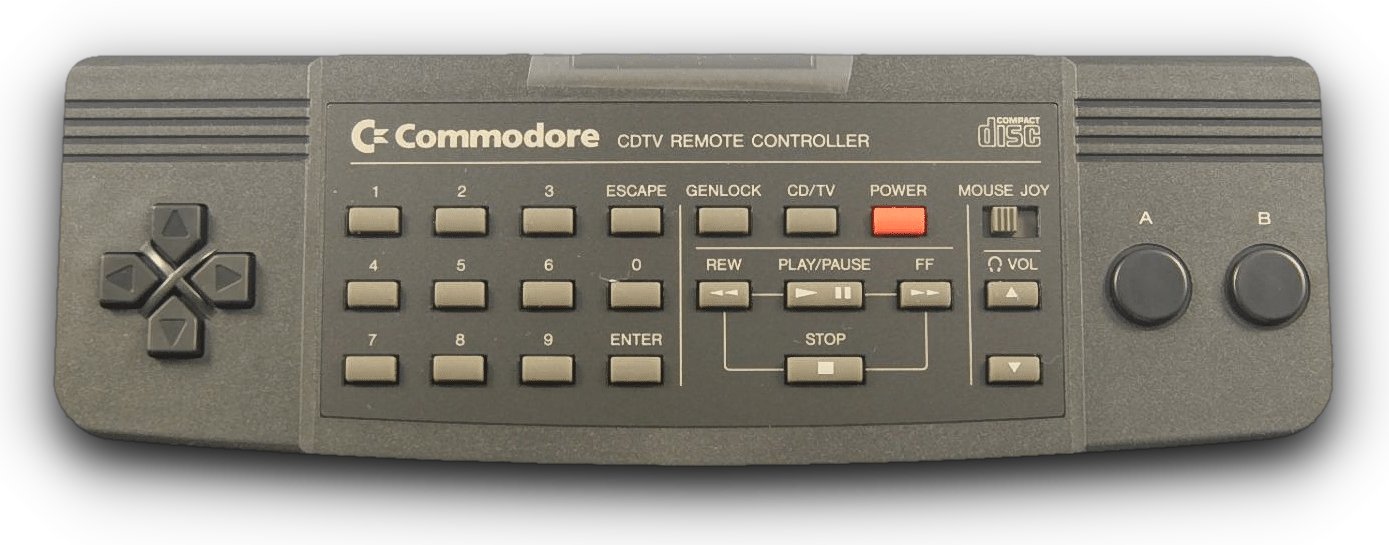 Commodore CDTV REMOTE CONTROLLER COMPACT disc
1 2 3 ESCAPE GENLOCK CD/TV POWER MOUSE JOY
A B
4 5 6 0 REW PLAY/PAUSE FF VOL
7 8 9 ENTER STOP